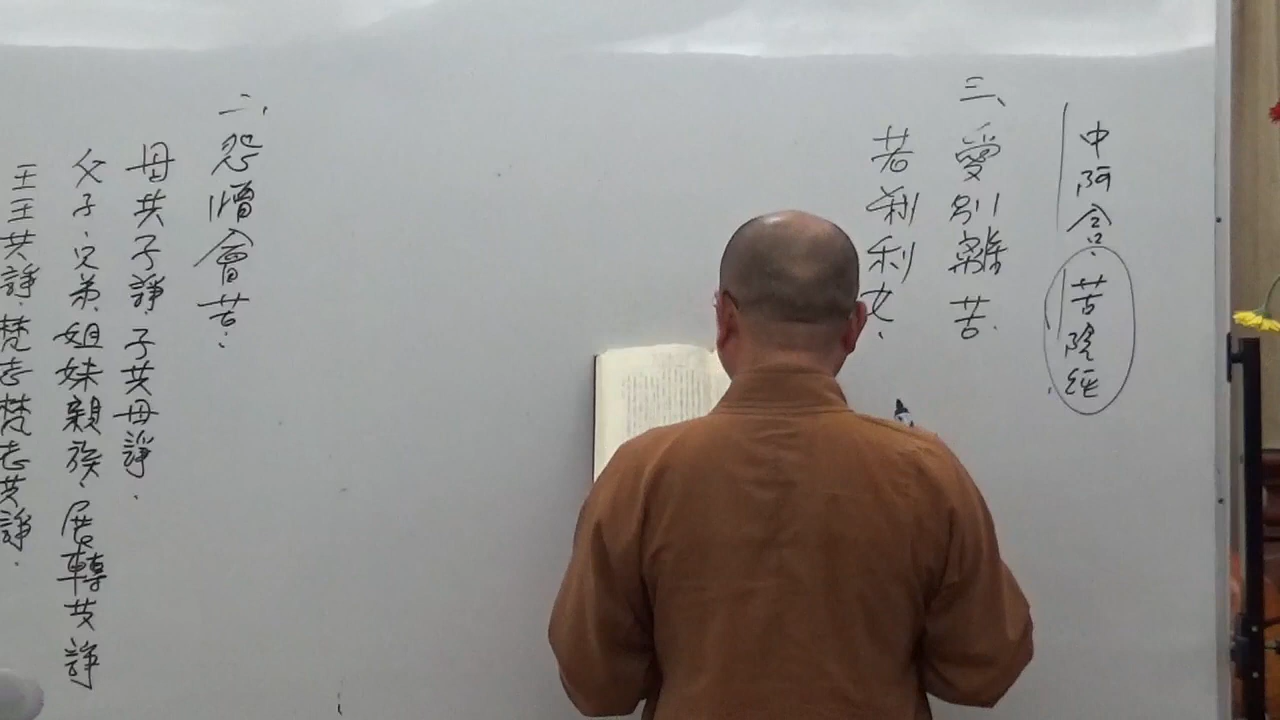 中阿含、苦陰經
三、愛別離苦.
若刹利女、
二、怨憎會苦：
母共子諍、子共母諍.
父子、兄弟、姐妹親族、展轉共諍
王王共諍、梵志梵志共諍.